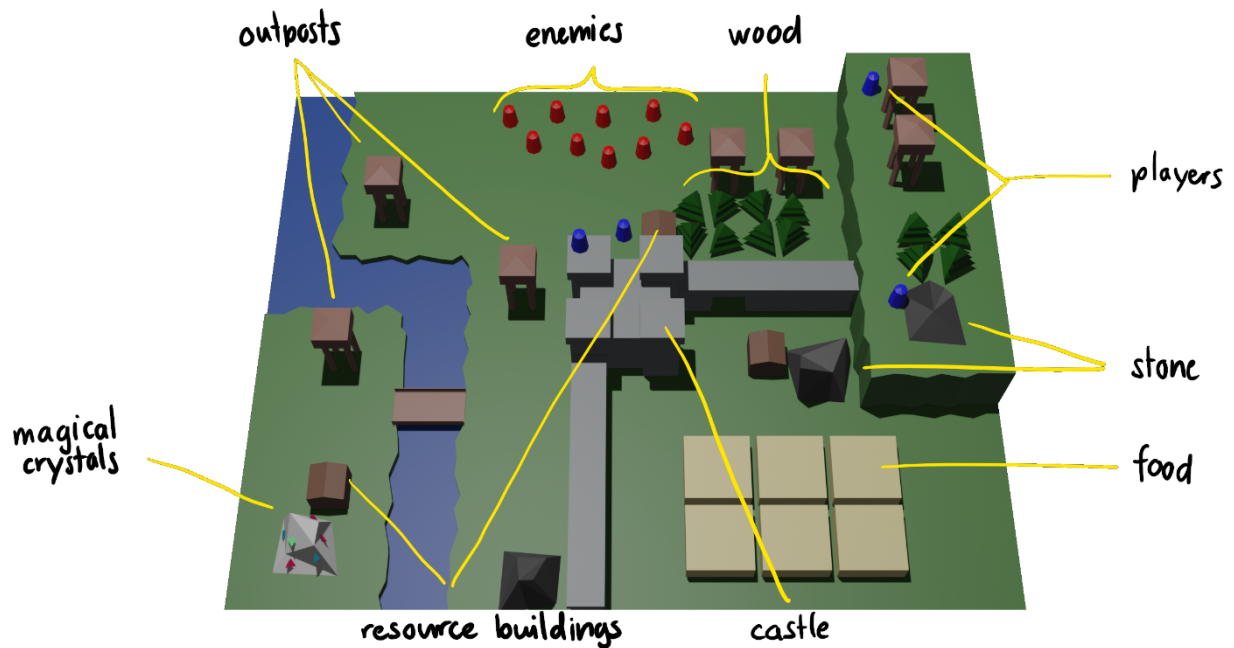 outposts
enemies
wood
players
stone
magical
crystals
food
resource buildings
castle